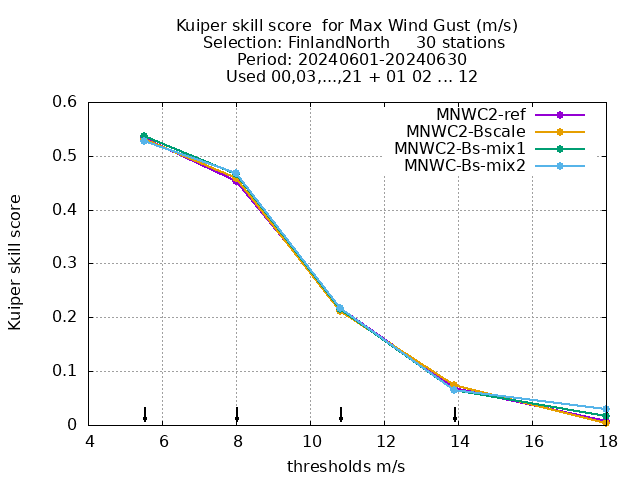 Kuiper skill score  for Max Wind Gust (m/s)
Selection: FinlandNorth     30 stations
Period: 20240601-20240630
Used 00,03,...,21 + 01 02 ... 12
MNWC2-ref
MNWC2-Bscale
MNWC2-Bs-mix1
MNWC-Bs-mix2
Kuiper skill score
0.6
0.5
0.4
0.3
0.2
0.1
0
4 6 8 10 12 14 16 18
thresholds m/s